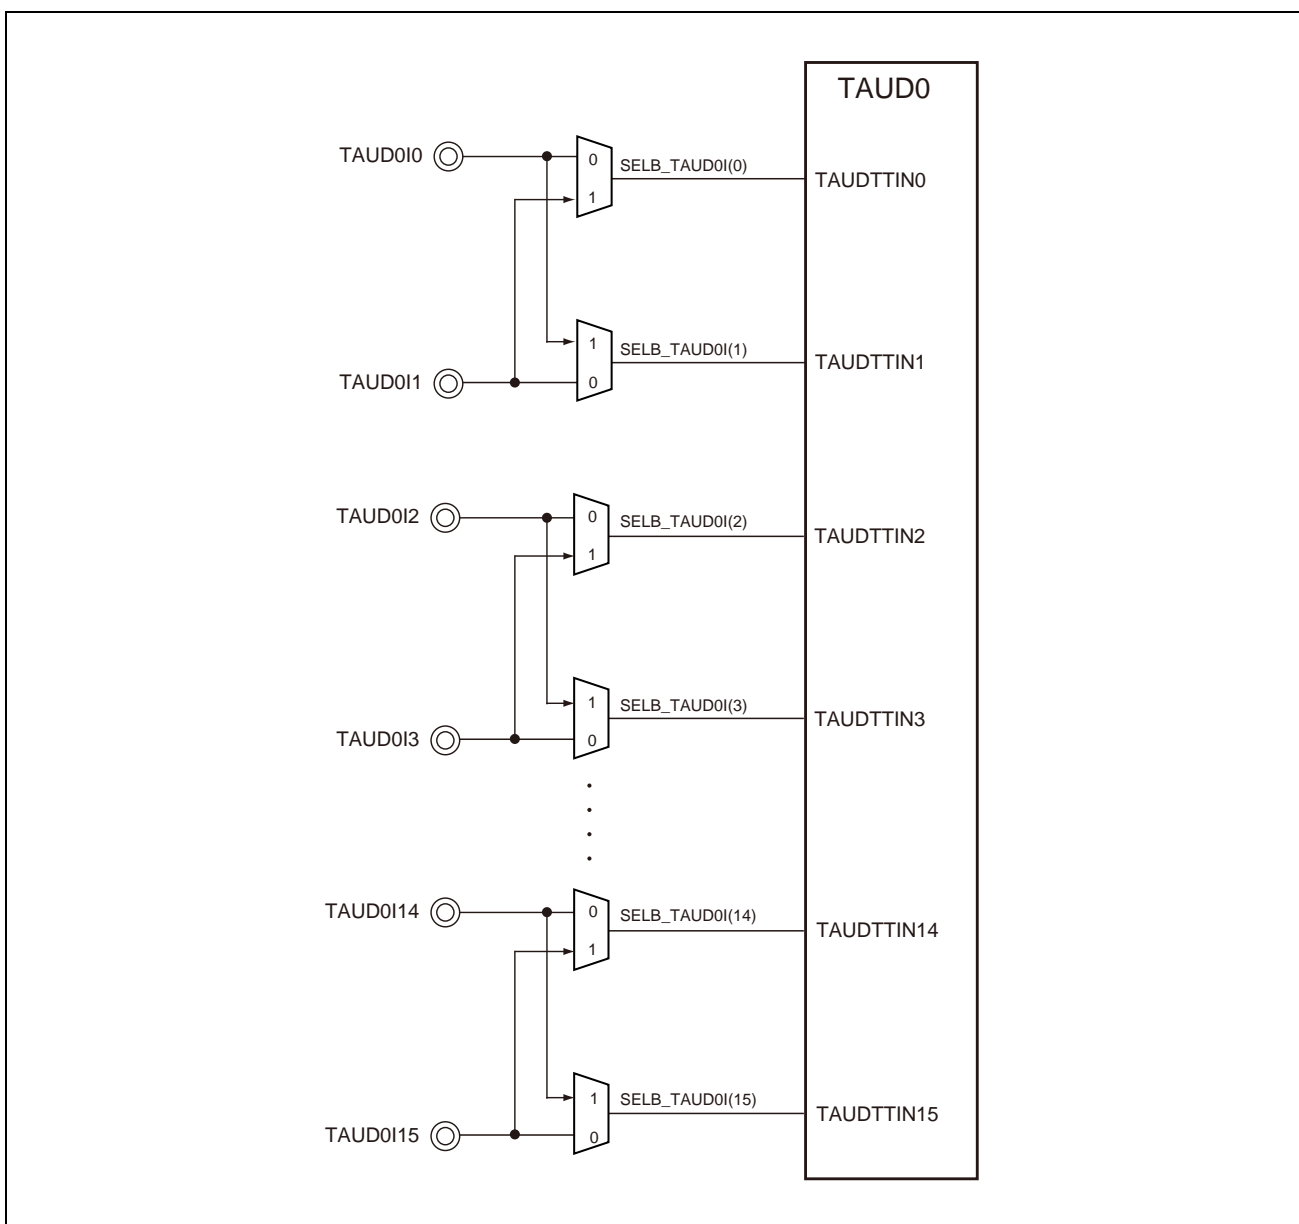 TAUD0
TAUD0I0
0
1
SELB_TAUD0I(0)
TAUDTTIN0
1
0
SELB_TAUD0I(1)
TAUDTTIN1
TAUD0I1
TAUD0I2
0
1
SELB_TAUD0I(2)
TAUDTTIN2
1
0
SELB_TAUD0I(3)
TAUDTTIN3
TAUD0I3
TAUD0I14
0
1
SELB_TAUD0I(14)
TAUDTTIN14
1
0
SELB_TAUD0I(15)
TAUDTTIN15
TAUD0I15